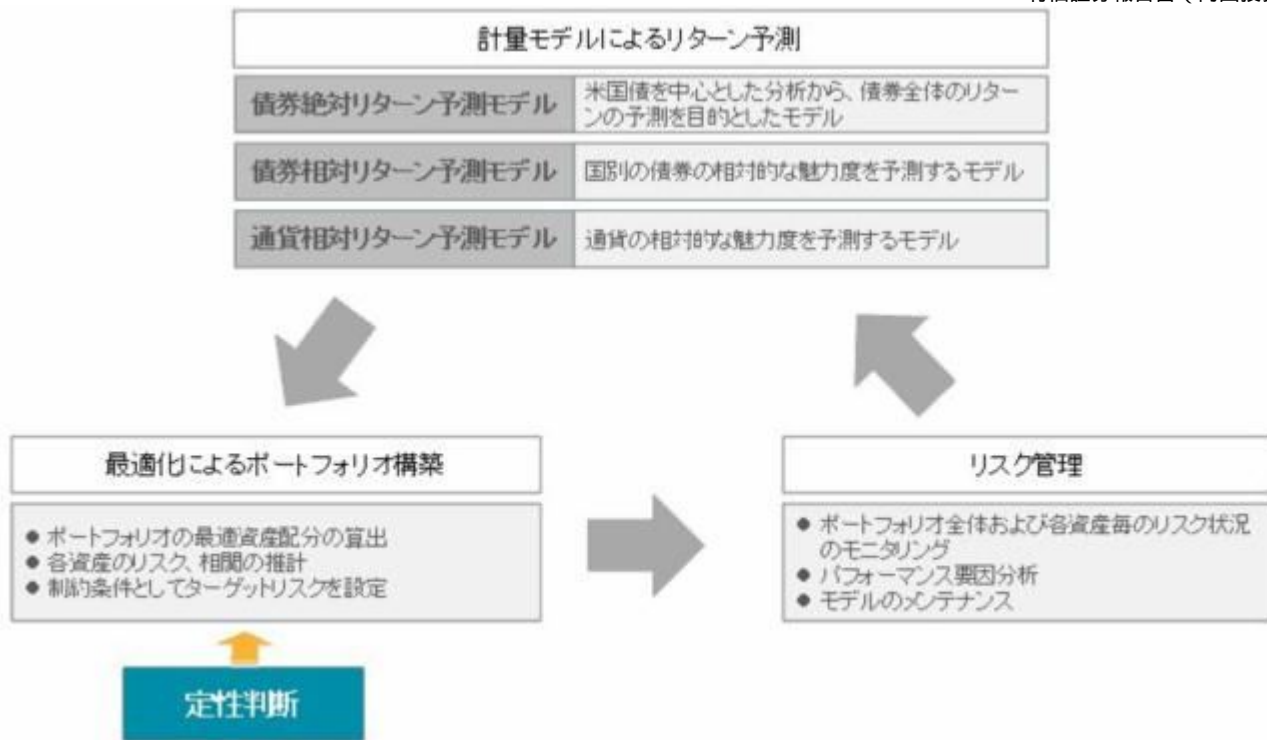 計量モデルによるリターン予測
債券絶対リターン予測モデル
米国債を中心とした分析から、債券全体のリター
ンの予測を目的としたモデル
債券相対リターン予測モデル
国別の債券の相対的な魅力度を予測するモデル
通貨相対リターン予測モデル
通貨の相対的な魅力度を予測するモデル
最適化によるポートフォリオ構築
● ポートフォリオの最適資産配分の算出
● 各資産のリスク、相関の推計
● 制約条件としてターゲットリスクを設定
定性判断
リスク管理
● ポートフォリオ全体および各資産毎のリスク状況
のモニタリング
● パフォーマンス要因分析
● モデルのメンテナンス